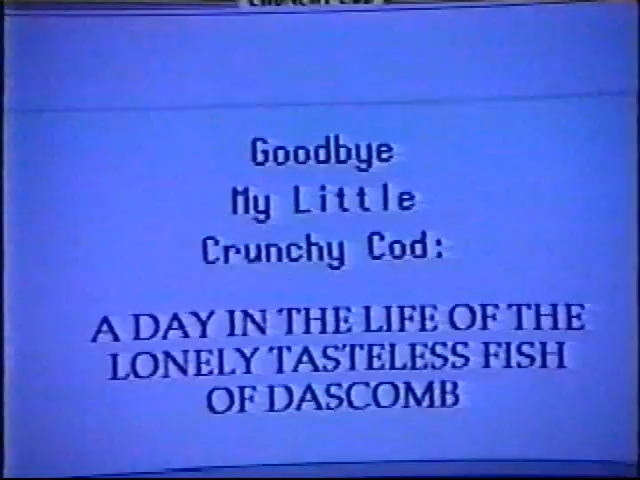 Goodbye
My Little
Crunchy Cod:
A DAY IN THE LIFE OF THE
LONELY TASTELESS FISH
OF DASCOMB